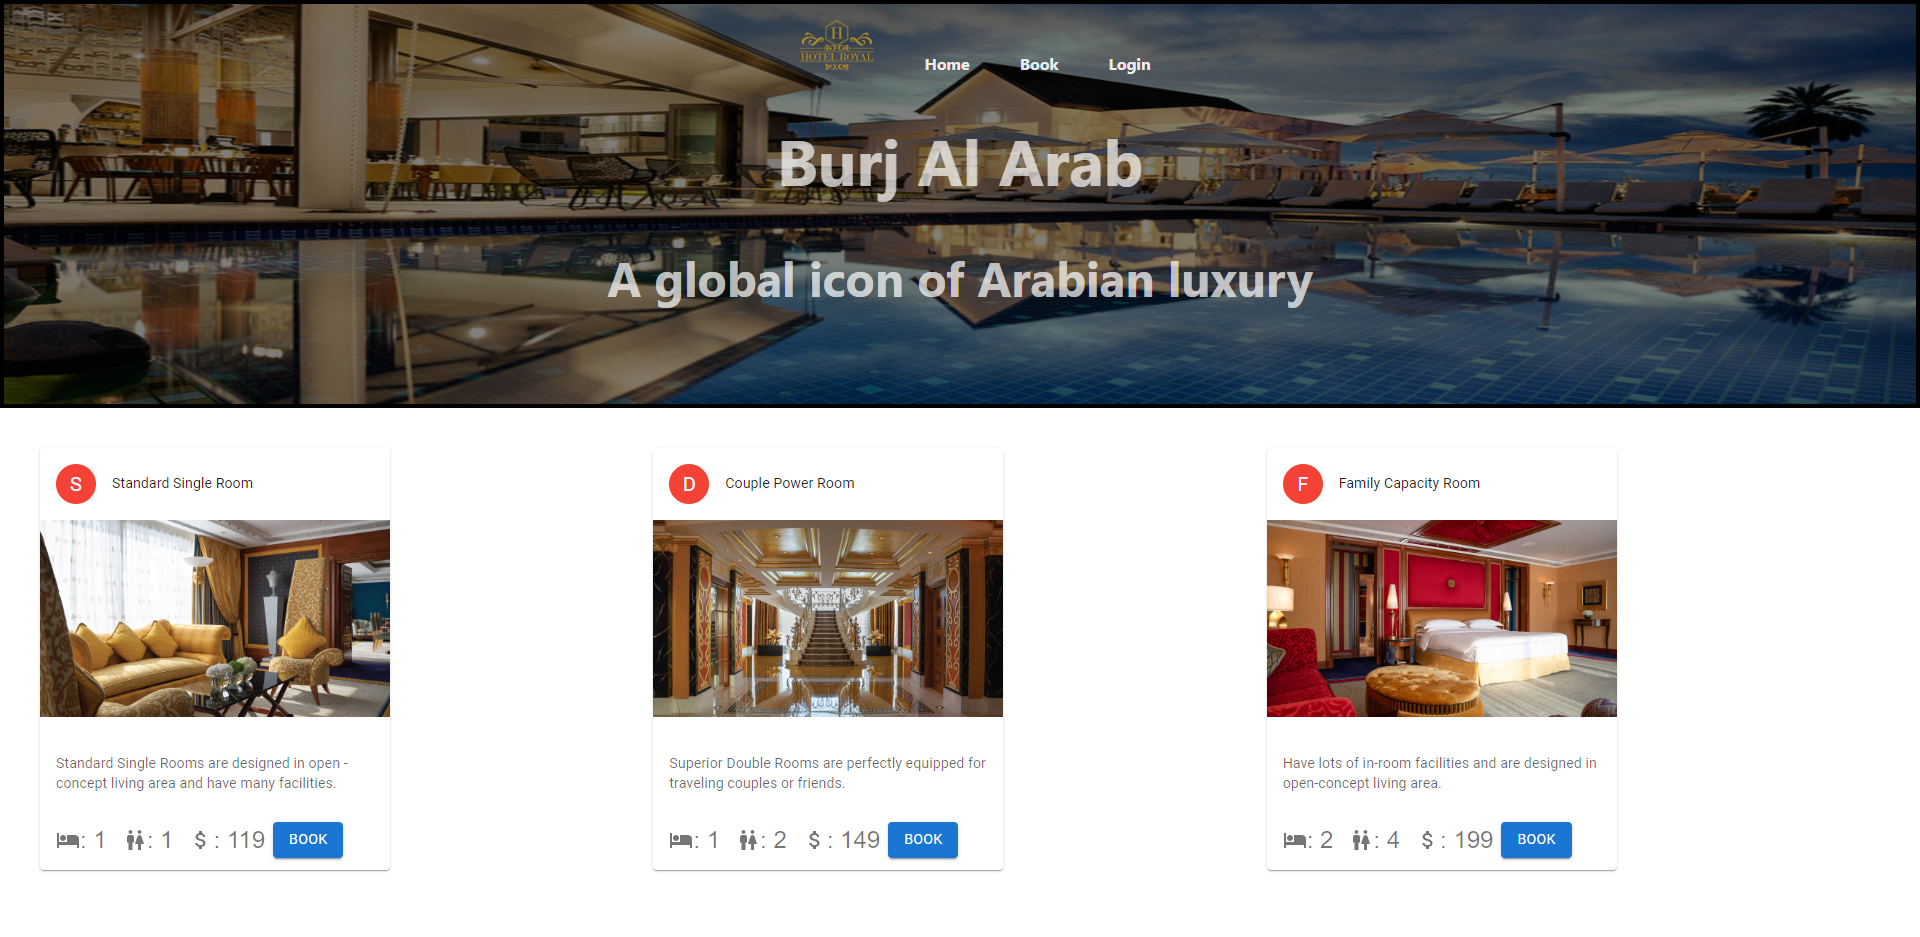 H
HOTEL ROYAL
Home Book Login
Burj Al Arab
A global icon of Arabian luxury
S Standard Single Room
Standard Single Rooms are designed in open -
concept living area and have many facilities.
: 1 : 1 $ : 119 BOOK
D Couple Power Room
Superior Double Rooms are perfectly equipped for
traveling couples or friends.
: 1 : 2 $ : 149 BOOK
F Family Capacity Room
Have lots of in-room facilities and are designed in
open-concept living area.
: 2 : 4 $ : 199 BOOK